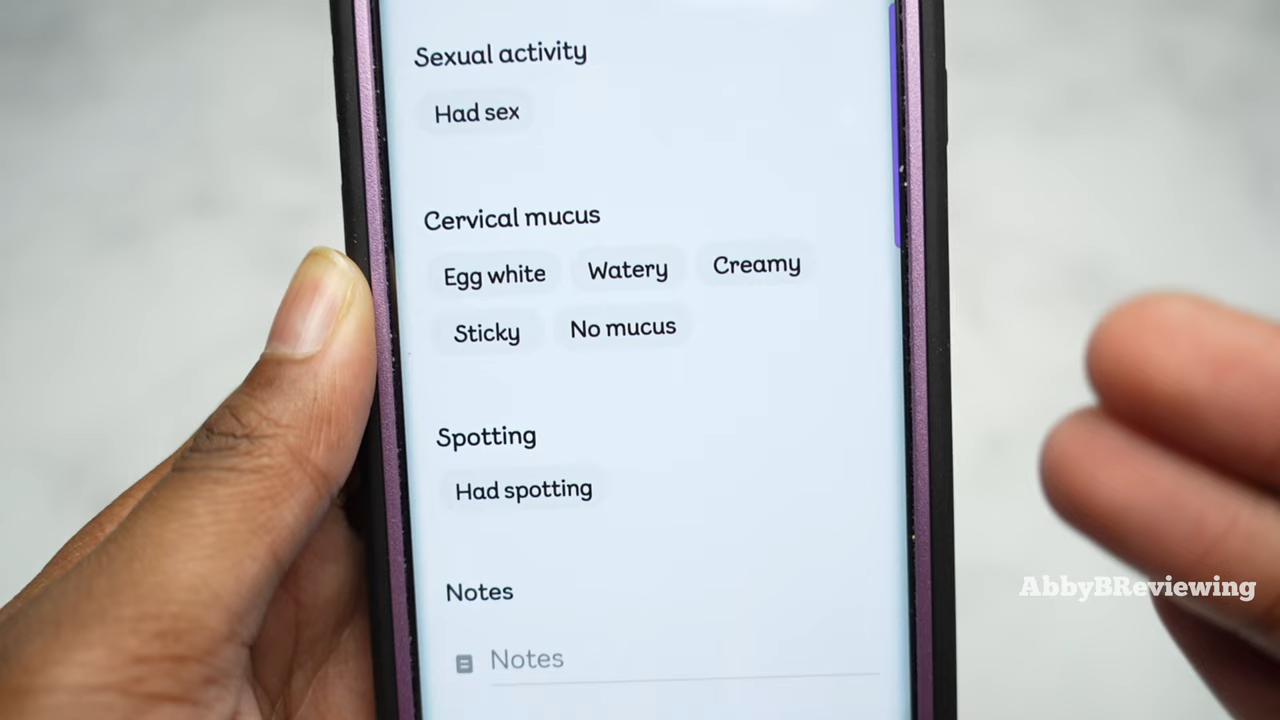 Sexual activity
Had sex
Cervical mucus
Egg white Watery Creamy
Sticky No mucus
Spotting
Had spotting
Notes
Notes
AbbyBReviewing